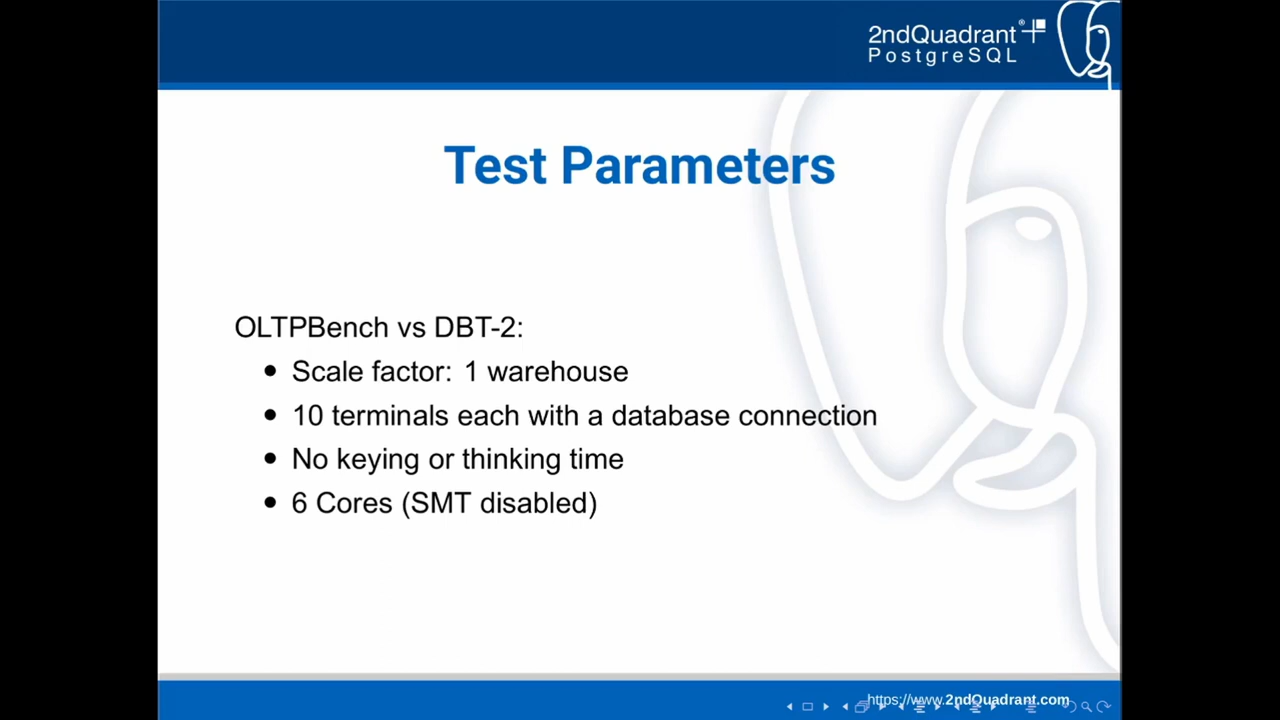 2ndQuadrant®
PostgreSQL
Test Parameters
OLTPBench vs DBT-2:
• Scale factor: 1 warehouse
• 10 terminals each with a database connection
• No keying or thinking time
• 6 Cores (SMT disabled)
https://www.2ndQuadrant.com